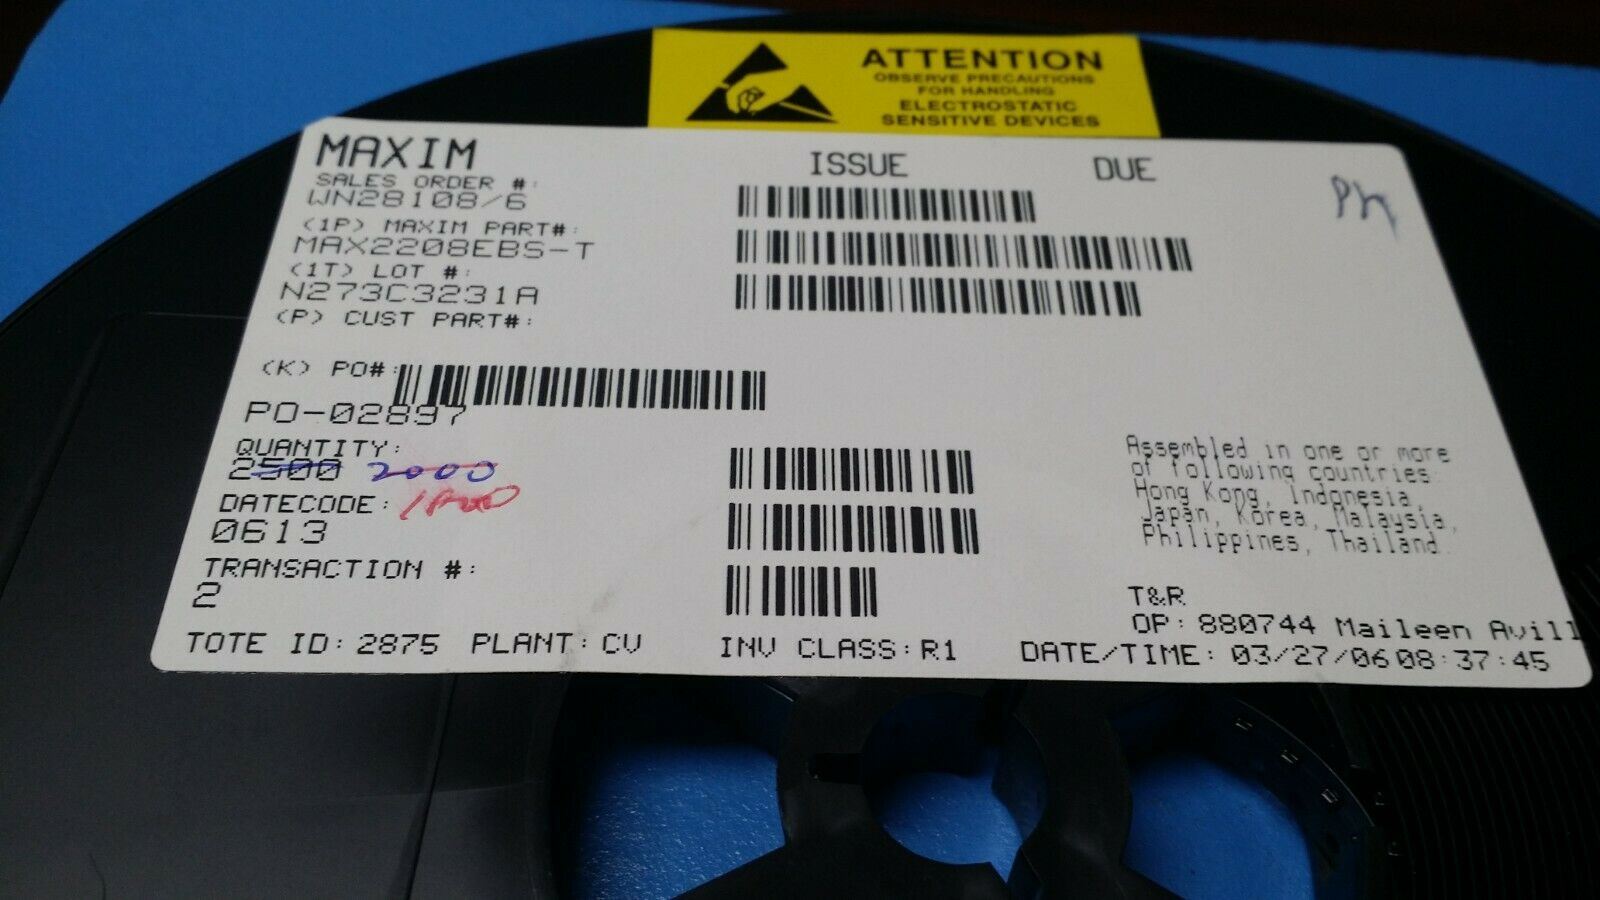 ATTENTION
OBSERVE PRECAUTIONS
FOR HANDLING
ELECTROSTATIC
SENSITIVE DEVICES
MAXIM
ISSUE DUE
SALES ORDER #:
WN28108/6
(1P) MAXIM PART#:
MAX2208EBS-T
(1T) LOT #:
N273C3231A
(P) CUST PART#:
(K) PO#:
PO-02897
QUANTITY:
2500 2000
DATECODE:
0613
TRANSACTION #:
2
Assembled in one or more
of following countries:
Hong Kong, Indonesia,
Japan, Korea, Malaysia,
Philippines, Thailand.
T&R
OP: 880744 Maileen Avill
TOTE ID: 2875 PLANT: CV INV CLASS: R1 DATE/TIME: 03/27/06 08:37:45